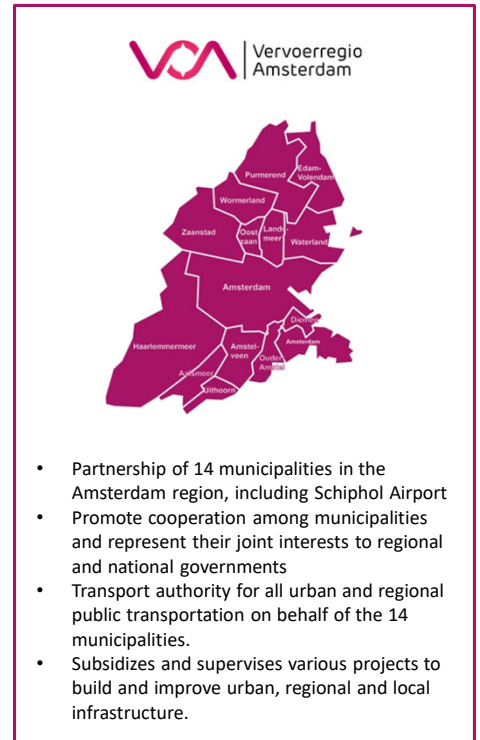 Vervoerregio
Amsterdam
Edam-
Volendam
Purmerend
Wormerland
Zaanstad
Oost
zaan
Land
meer
Waterland
Amsterdam
Diemen
Amsterdam
Haarlemmermeer
Amstel-
veen
Ouder
Amstel
Aalsmeer
Uithoorn
• Partnership of 14 municipalities in the
Amsterdam region, including Schiphol Airport
• Promote cooperation among municipalities
and represent their joint interests to regional
and national governments
• Transport authority for all urban and regional
public transportation on behalf of the 14
municipalities.
• Subsidizes and supervises various projects to
build and improve urban, regional and local
infrastructure.